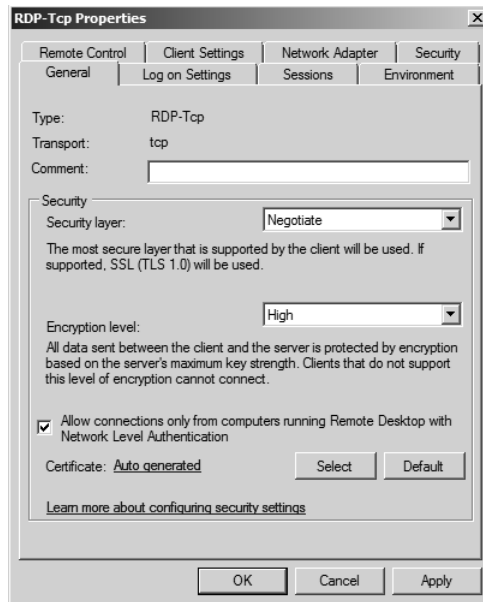 RDP-Tcp Properties
Remote Control Client Settings Network Adapter Security
General Log on Settings Sessions Environment
Type: RDP-Tcp
Transport: tcp
Comment:
Security
Security layer: Negotiate
The most secure layer that is supported by the client will be used. If
supported, SSL (TLS 1.0) will be used.
Encryption level: High
All data sent between the client and the server is protected by encryption
based on the server's maximum key strength. Clients that do not support
this level of encryption cannot connect.
Allow connections only from computers running Remote Desktop with
Network Level Authentication
Certificate: Auto generated Select Default
Learn more about configuring security settings
OK Cancel Apply